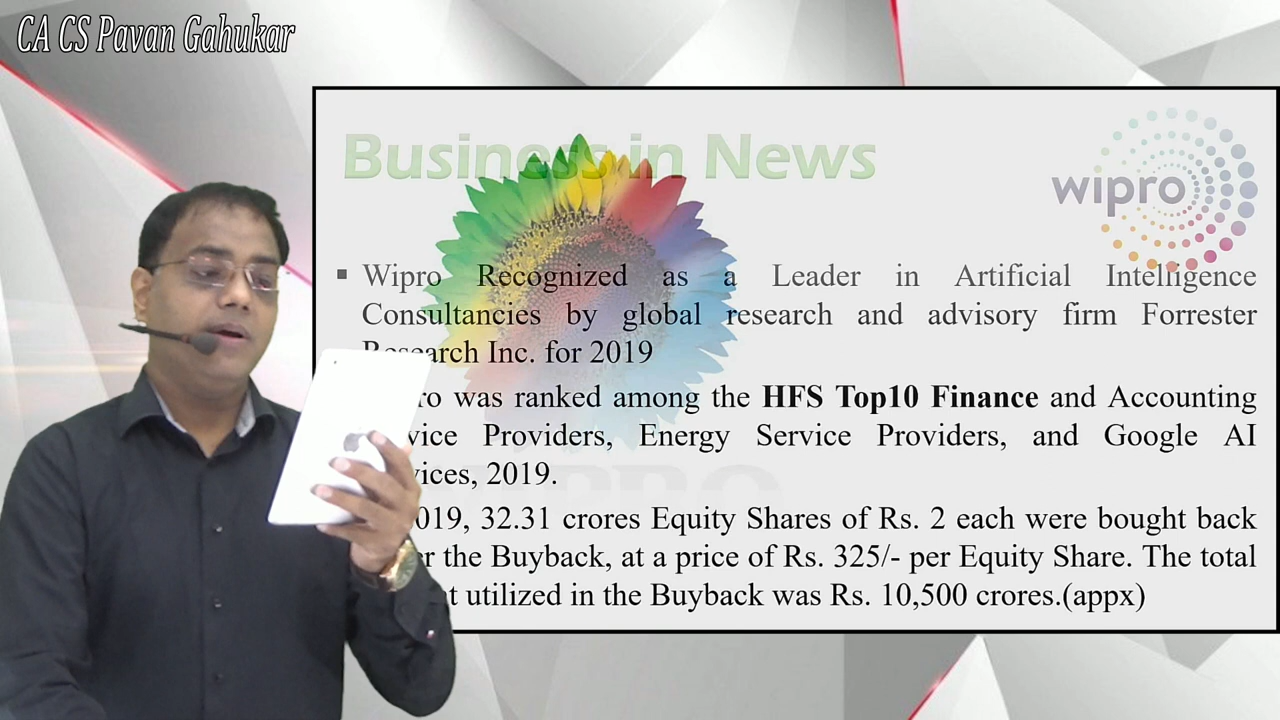 CA CS Pavan Gahukar
Business in News
wipro
▪ Wipro Recognized as a Leader in Artificial Intelligence
Consultancies by global research and advisory firm Forrester
Research Inc. for 2019
was ranked among the HFS Top10 Finance and Accounting
Providers, Energy Service Providers, and Google AI
2019.
32.31 crores Equity Shares of Rs. 2 each were bought back
the Buyback, at a price of Rs. 325/- per Equity Share. The total
utilized in the Buyback was Rs. 10,500 crores.(appx)